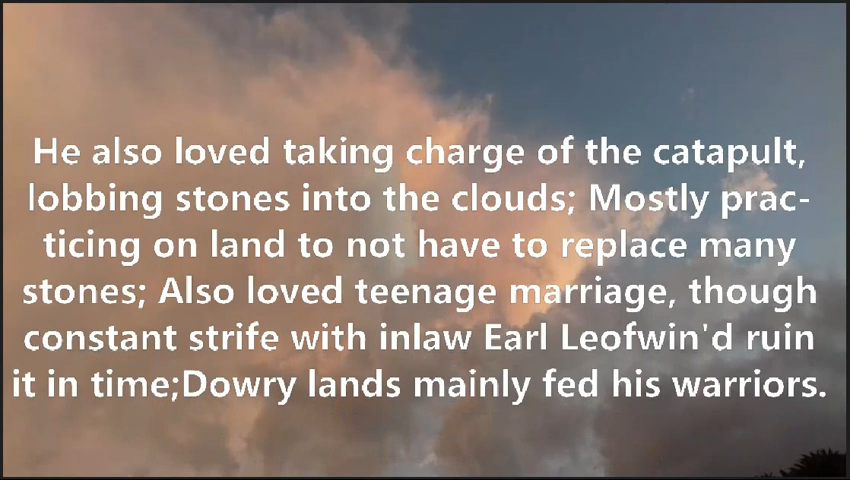 He also loved taking charge of the catapult,
lobbing stones into the clouds; Mostly prac-
ticing on land to not have to replace many
stones; Also loved teenage marriage, though
constant strife with inlaw Earl Leofwin'd ruin
it in time;Dowry lands mainly fed his warriors.